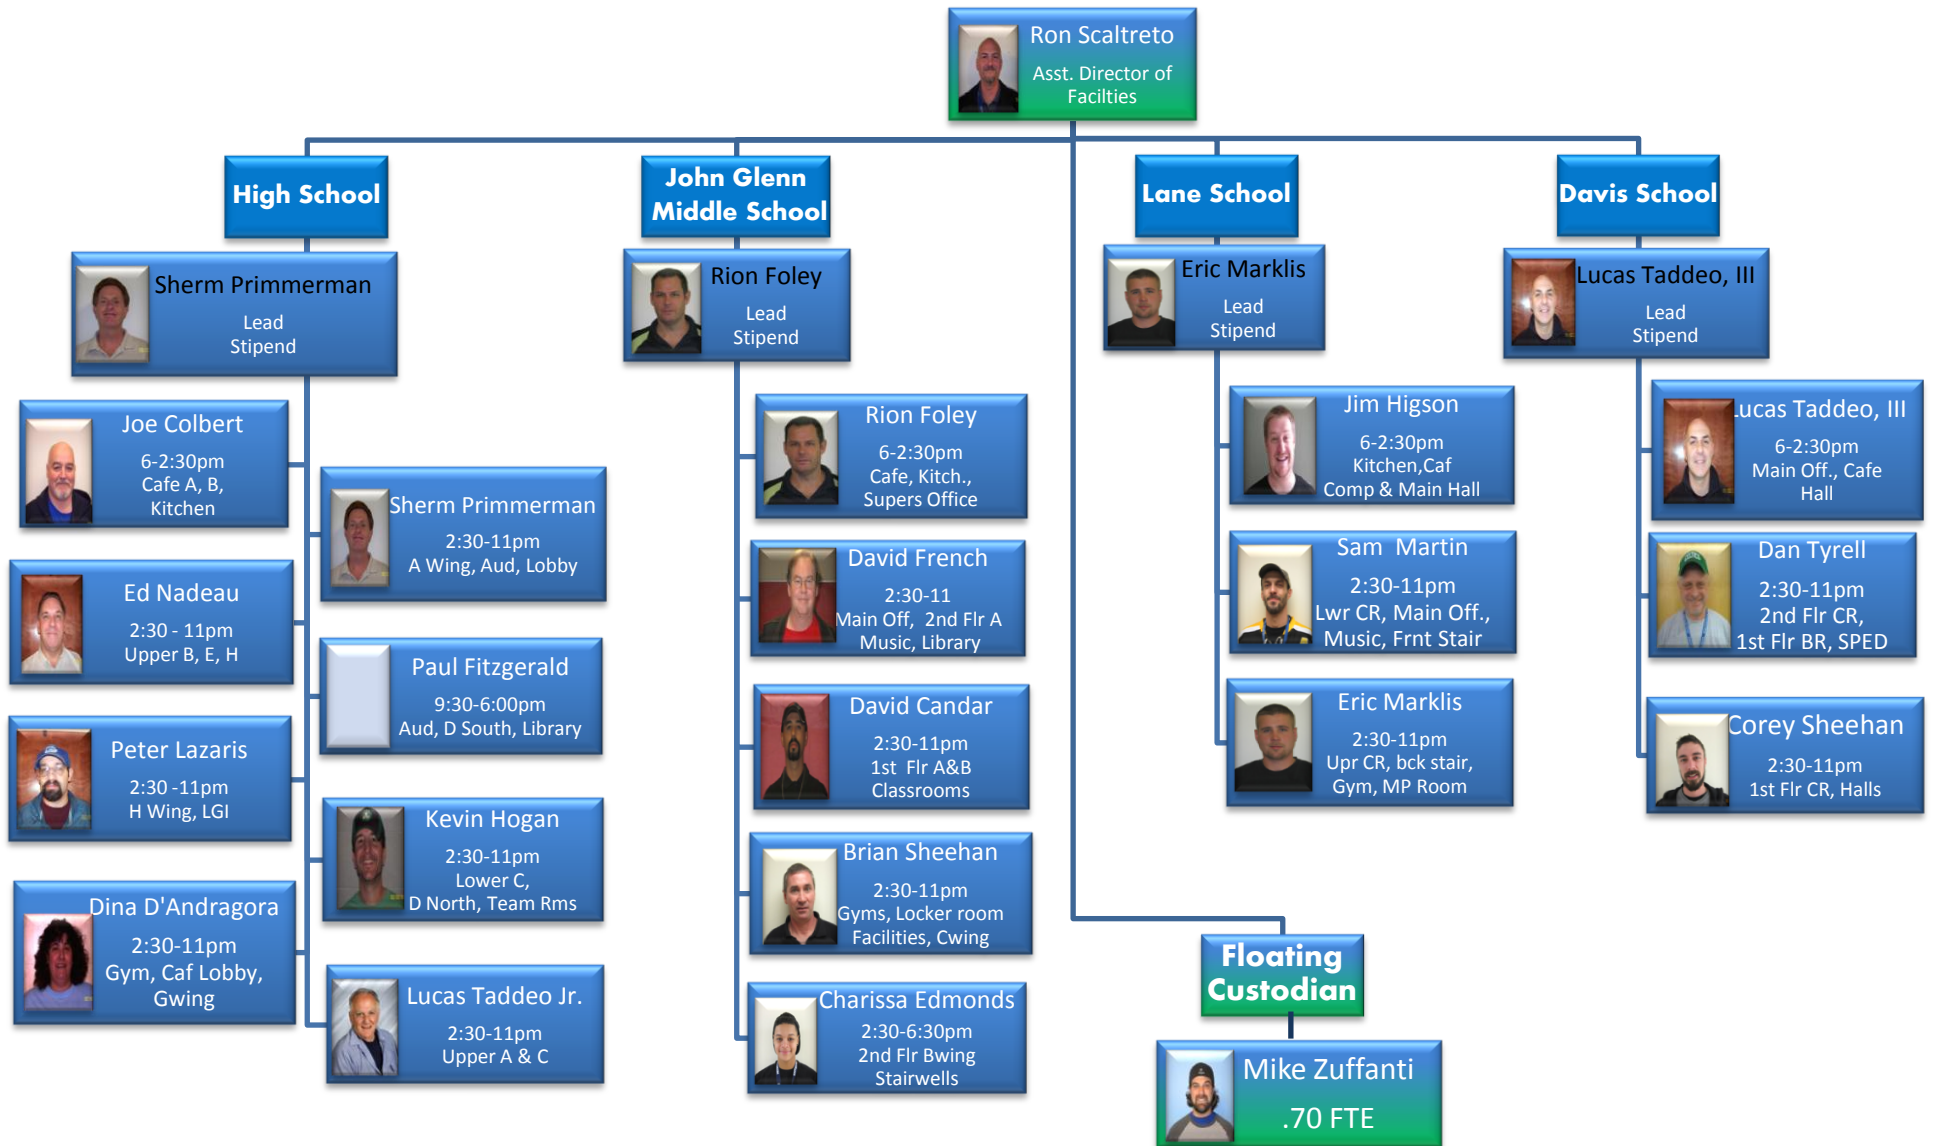 Ron Scaltreto
Asst. Director of
Facilties
High School
Sherm Primmerman
Lead
Stipend
Joe Colbert
6-2:30pm
Cafe A, B,
Kitchen
Sherm Primmerman
2:30-11pm
A Wing, Aud, Lobby
Ed Nadeau
2:30 - 11pm
Upper B, E, H
Paul Fitzgerald
9:30-6:00pm
Aud, D South, Library
Peter Lazaris
2:30 -11pm
H Wing, LGI
Kevin Hogan
2:30-11pm
Lower C,
D North, Team Rms
Dina D'Andragora
2:30-11pm
Gym, Caf Lobby,
Gwing
Lucas Taddeo Jr.
2:30-11pm
Upper A & C
John Glenn
Middle School
Rion Foley
Lead
Stipend
Rion Foley
6-2:30pm
Cafe, Kitch.,
Supers Office
David French
2:30-11
Main Off, 2nd Flr A
Music, Library
David Candar
2:30-11pm
1st Flr A&B
Classrooms
Brian Sheehan
2:30-11pm
Gyms, Locker room
Facilities, Cwing
Charissa Edmonds
2:30-6:30pm
2nd Flr Bwing
Stairwells
Lane School
Eric Marklis
Lead
Stipend
Jim Higson
6-2:30pm
Kitchen,Caf
Comp & Main Hall
Sam Martin
2:30-11pm
Lwr CR, Main Off.,
Music, Frnt Stair
Eric Marklis
2:30-11pm
Upr CR, bck stair,
Gym, MP Room
Davis School
Lucas Taddeo, III
Lead
Stipend
Lucas Taddeo, III
6-2:30pm
Main Off., Cafe
Hall
Dan Tyrell
2:30-11pm
2nd Flr CR,
1st Flr BR, SPED
Corey Sheehan
2:30-11pm
1st Flr CR, Halls
Floating
Custodian
Mike Zuffanti
.70 FTE